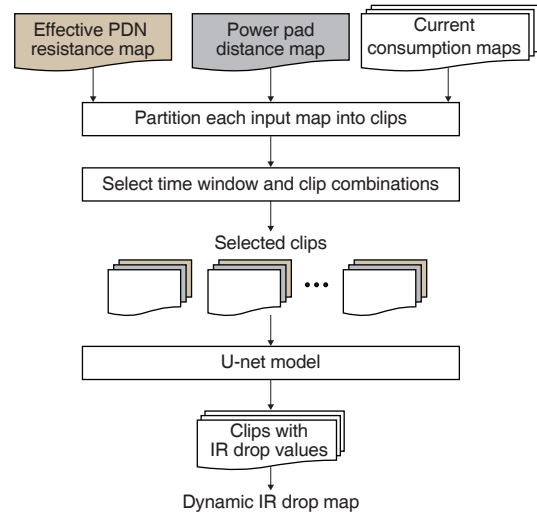 Effective PDN
resistance map
Power pad
distance map
Current
consumption maps
Partition each input map into clips
Select time window and clip combinations
Selected clips
U-net model
Clips with
IR drop values
Dynamic IR drop map